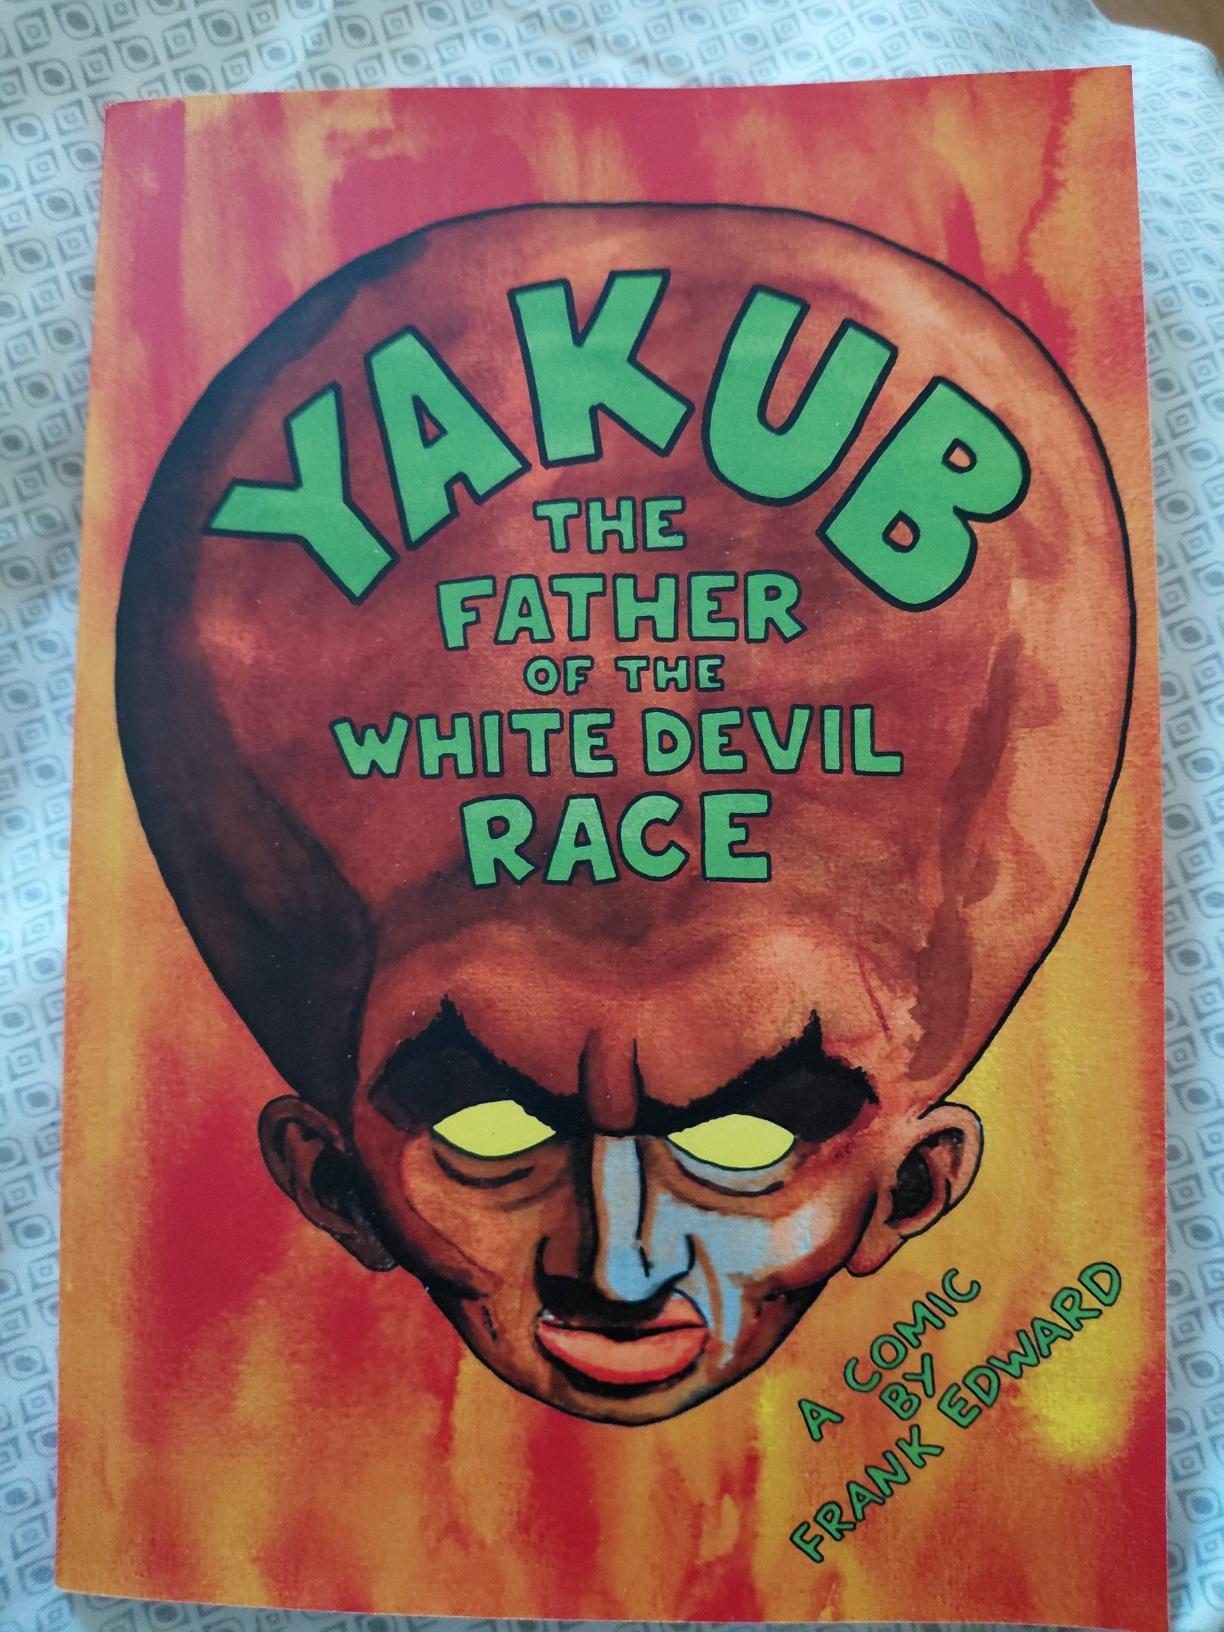 YAKUB
THE
FATHER
OF THE
WHITE DEVIL
RACE
A COMIC
BY
FRANK EDWARD